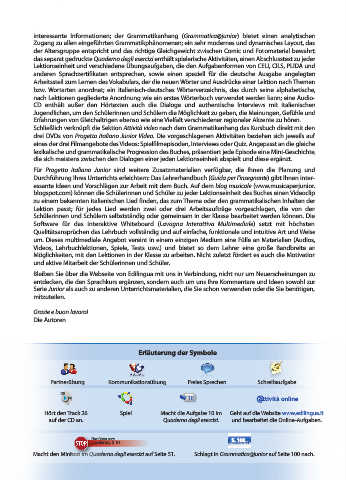 interessante Informationen; der Grammatikanhang (Grammatica@junior) bietet einen analytischen
Zugang zu allen eingeführten Grammatikphänomenen; ein sehr modernes und dynamisches Layout, das
der Altersgruppe entspricht und das richtige Gleichgewicht zwischen Comic und Fotomaterial bewahrt;
das separat gedruckte Quaderno degli esercizi enthält spielerische Aktivitäten, einen Abschlusstest zu jeder
Lektionseinheit und verschiedene Übungsaufgaben, die den Aufgabenformen von CELI, CILS, PLIDA und
anderen Sprachzertifikaten entsprechen, sowie einen speziell für die deutsche Ausgabe angelegten
Arbeitsteil zum Lernen des Vokabulars, der die neuen Wörter und Ausdrücke einer Lektion nach Themen
bzw. Wortarten anordnet; ein italienisch-deutsches Wörterverzeichnis, das durch seine alphabetische,
nach Lektionen gegliederte Anordnung wie ein erstes Wörterbuch verwendet werden kann; eine Audio-
CD enthält außer den Hörtexten auch die Dialoge und authentische Interviews mit italienischen
Jugendlichen, um den Schülerinnen und Schülern die Möglichkeit zu geben, die Meinungen, Gefühle und
Erfahrungen von Gleichaltrigen ebenso wie eine Vielfalt verschiedener regionaler Akzente zu hören.
Schließlich verknüpft die Sektion Attività video nach dem Grammatikanhang das Kursbuch direkt mit den
drei DVDs von Progetto italiano Junior Video. Die vorgeschlagenen Aktivitäten beziehen sich jeweils auf
eines der drei Filmangebote des Videos: Spielfilmepisoden, Interviews oder Quiz. Angepasst an die gleiche
lexikalische und grammatikalische Progression des Buches, präsentiert jede Episode eine Mini-Geschichte,
die sich meistens zwischen den Dialogen einer jeden Lektionseinheit abspielt und diese ergänzt.
Für Progetto italiano Junior sind weitere Zusatzmaterialien verfügbar, die Ihnen die Planung und
Durchführung Ihres Unterrichts erleichtern: Das Lehrerhandbuch (Guida per l'insegnante) gibt Ihnen inter-
essante Ideen und Vorschlägen zur Arbeit mit dem Buch. Auf dem blog musicale (www.musicaperjunior.
blogspot.com) können die Schülerinnen und Schüler zu jeder Lektionseinheit des Buches einen Videoclip
zu einem bekannten italienischen Lied finden, das zum Thema oder den grammatikalischen Inhalten der
Lektion passt; für jedes Lied werden zwei oder drei Arbeitsaufträge vorgeschlagen, die von den
Schülerinnen und Schülern selbstständig oder gemeinsam in der Klasse bearbeitet werden können. Die
Software für das interaktive Whiteboard (Lavagna Interattiva Multimediale) setzt mit höchsten
Qualitätsansprüchen das Lehrbuch vollständig und auf einfache, funktionale und intuitive Art und Weise
um. Dieses multimediale Angebot vereint in einem einzigen Medium eine Fülle an Materialien (Audios,
Videos, Lehrbuchlektionen, Spiele, Tests usw.) und bietet so dem Lehrer eine große Bandbreite an
Möglichkeiten, mit den Lektionen in der Klasse zu arbeiten. Nicht zuletzt fördert es auch die Motivation
und aktive Mitarbeit der Schülerinnen und Schüler.
Bleiben Sie über die Webseite von Edilingua mit uns in Verbindung, nicht nur um Neuerscheinungen zu
entdecken, die den Sprachkurs ergänzen, sondern auch um uns Ihre Kommentare und Ideen sowohl zur
Serie Junior als auch zu anderen Unterrichtsmaterialien, die Sie schon verwenden oder die Sie benötigen,
mitzuteilen.
Grazie e buon lavoro!
Die Autoren
Erläuterung der Symbole
Partnerübung
Kommunikationsübung
Freies Sprechen
Schreibaufgabe
@ttività online
Hört den Track 26
auf der CD an.
Spiel
Macht die Aufgabe 10 im
Quaderno degli esercizi.
Geht auf die Website www.edilingua.it
und bearbeitet die Online-Aufgaben.
STOP
S. 100
Macht den Minitest im Quaderno degli esercizi auf Seite 51.
Schlagt in Grammatica@junior auf Seite 100 nach.